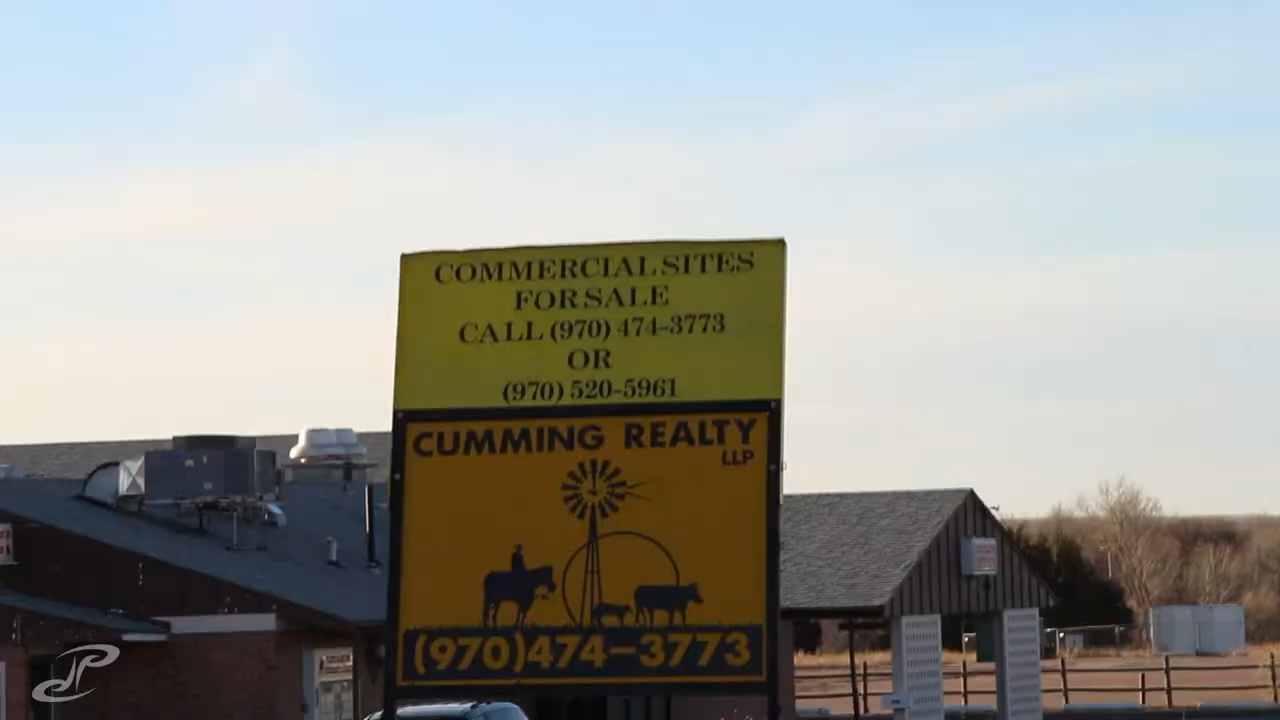 COMMERCIAL SITES
FOR SALE
CALL (970) 474-3773
OR
(970) 520-5961
CUMMING REALTY
LLP
(970)474-3773